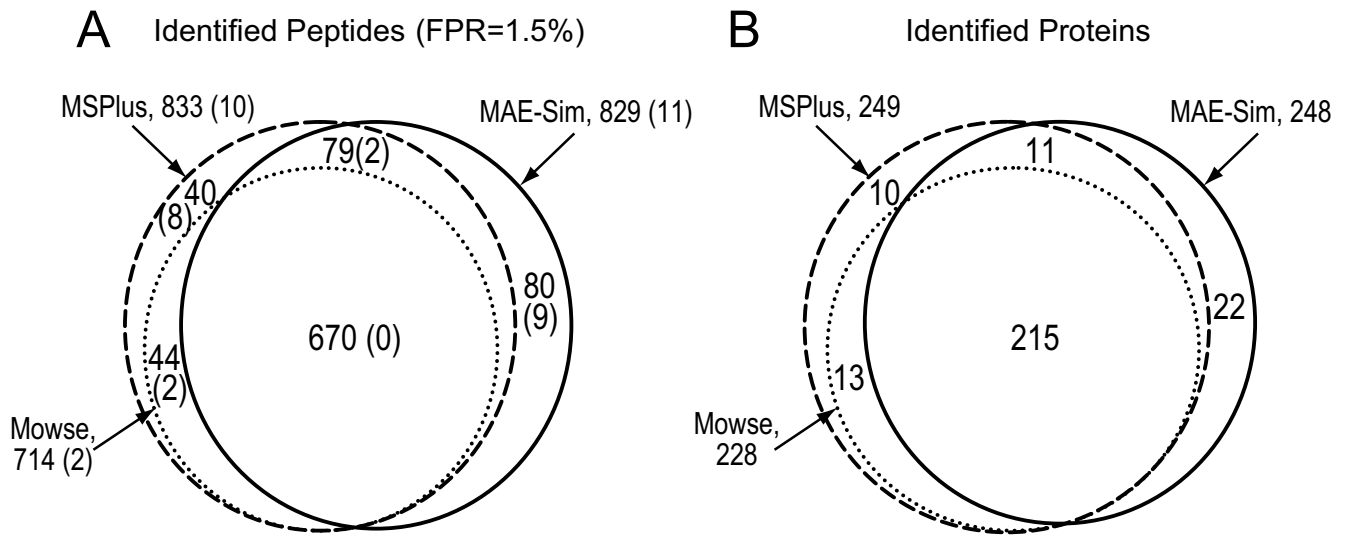 A Identified Peptides (FPR=1.5%)
MSPlus, 833 (10)
MAE-Sim, 829 (11)
79(2)
40
(8)
80
(9)
670 (0)
44
(2)
Mowse,
714 (2)
B Identified Proteins
MSPlus, 249
MAE-Sim, 248
11
10
22
215
13
Mowse,
228